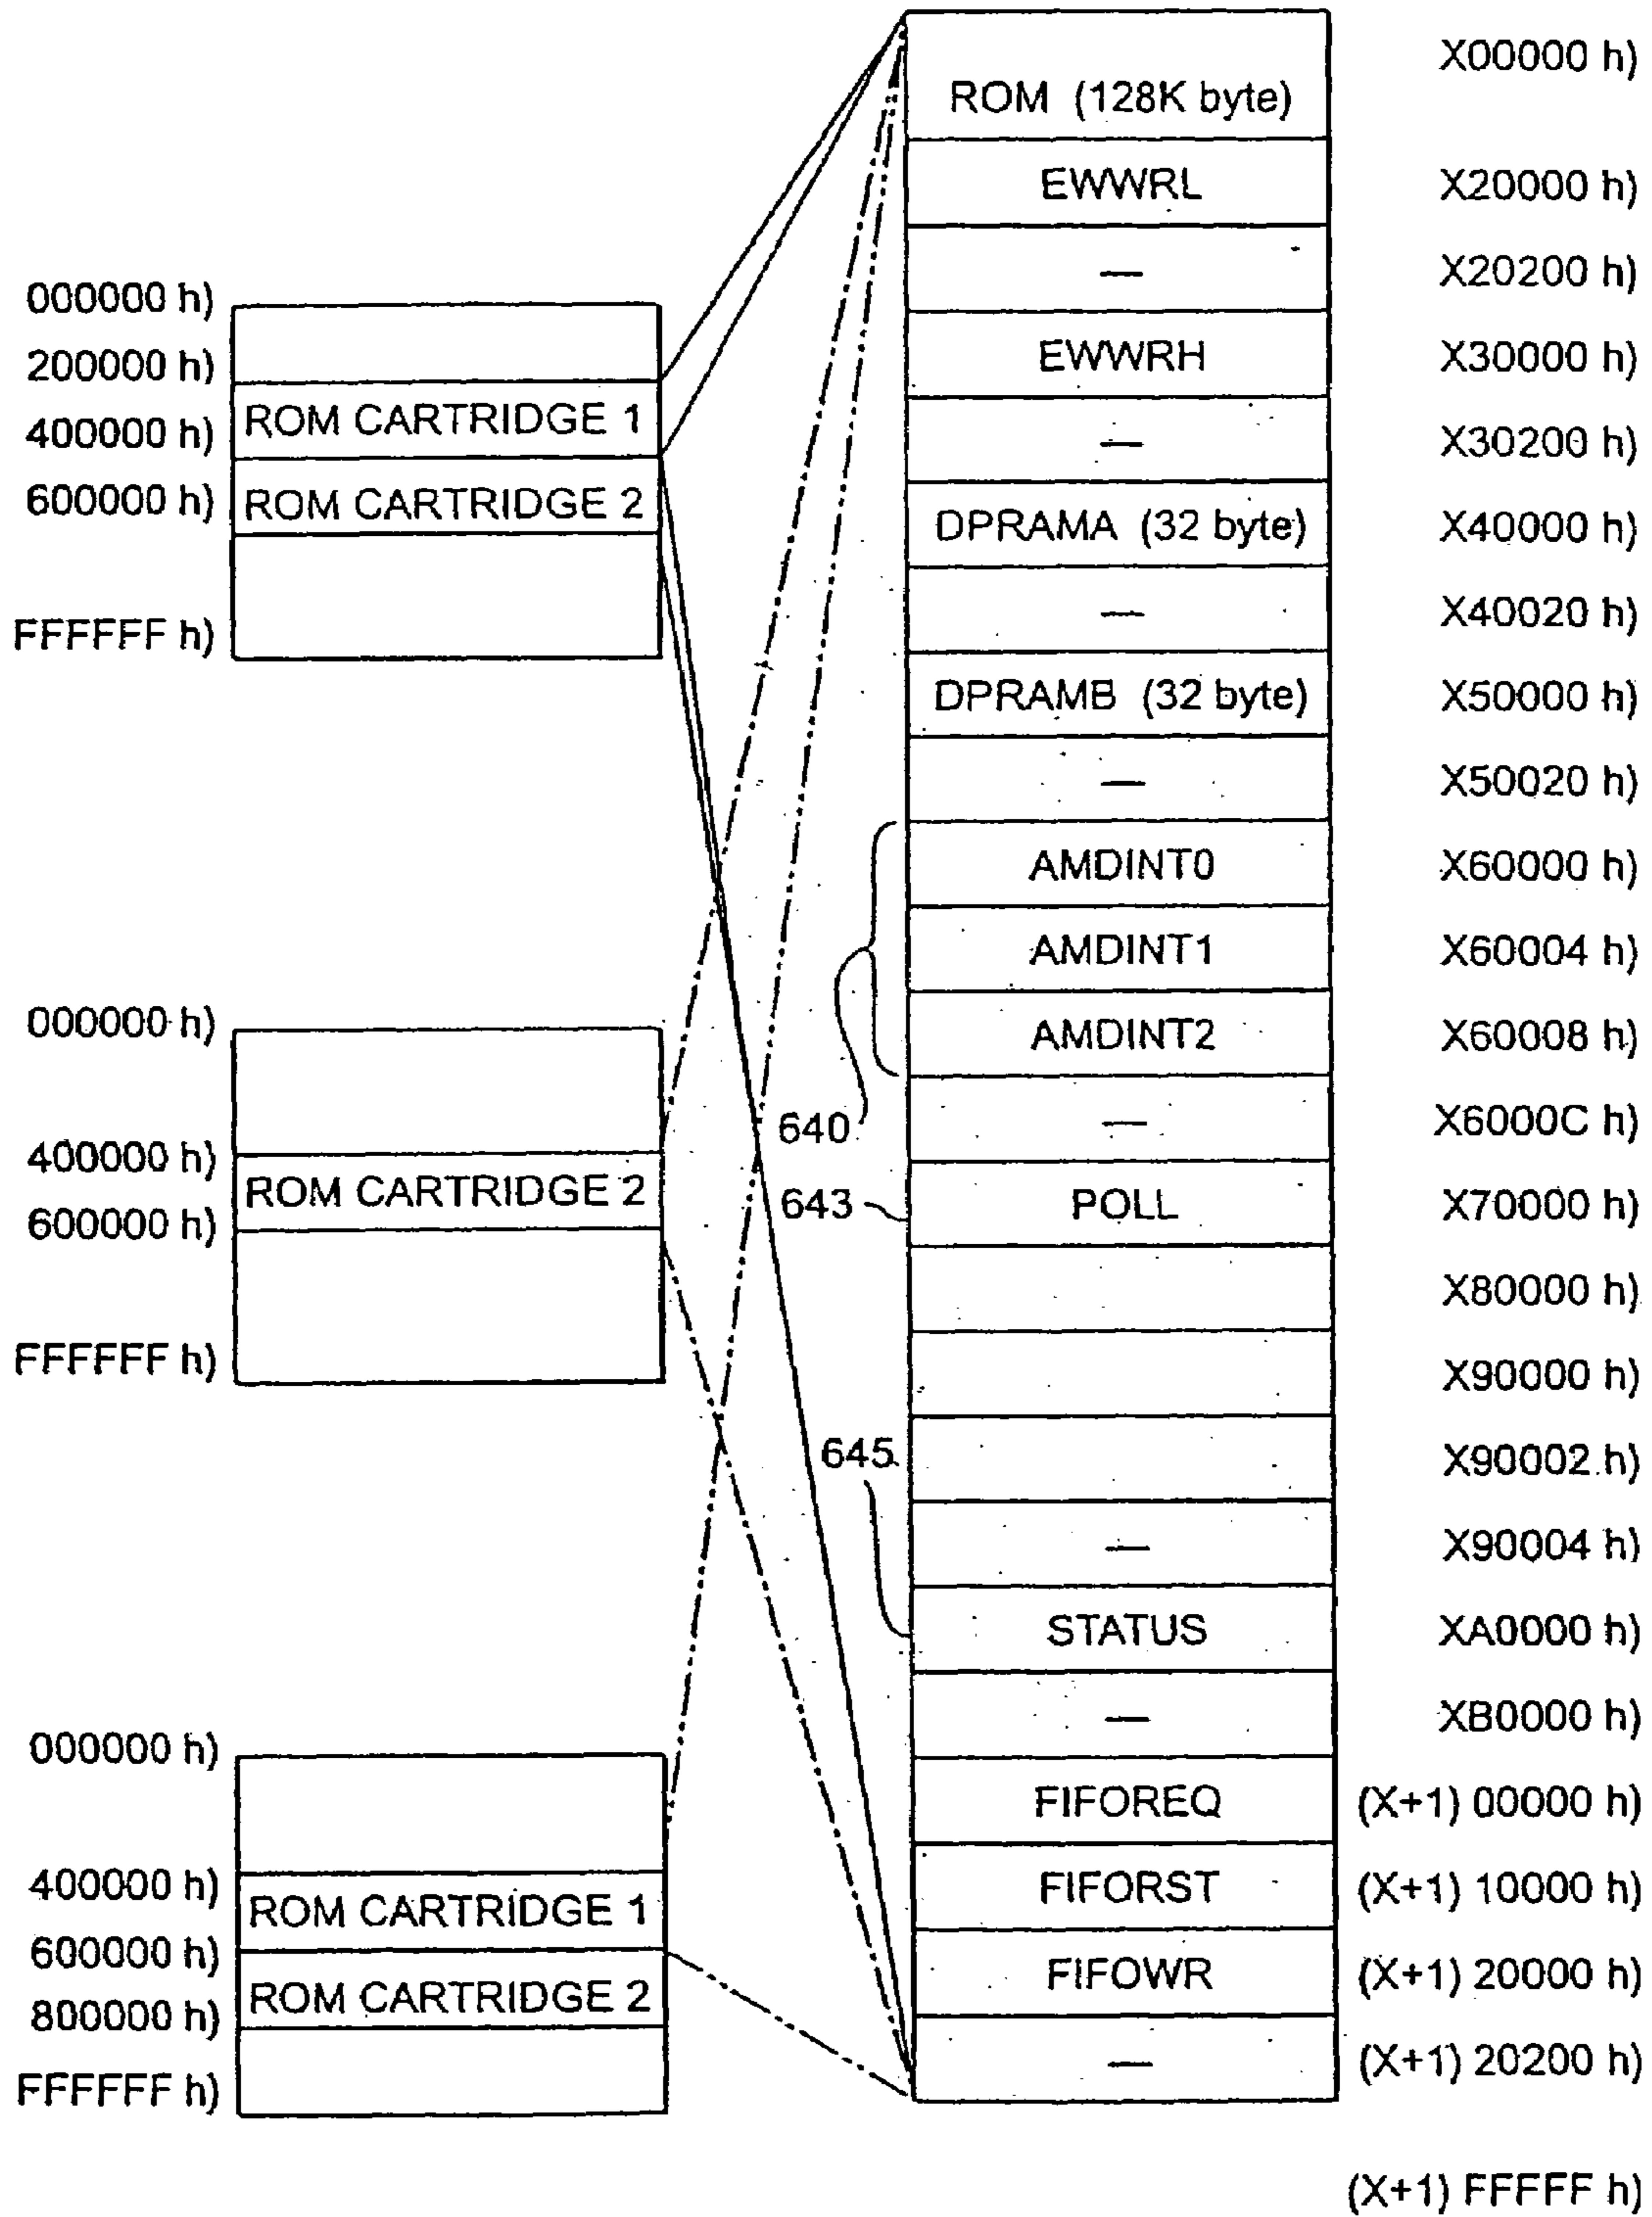 000000 h)
200000 h)
ROM CARTRIDGE 1
400000 h)
600000 h)
ROM CARTRIDGE 2
FFFFFF h)
000000 h)
400000 h)
ROM CARTRIDGE 2
600000 h)
FFFFFF h)
000000 h)
400000 h)
ROM CARTRIDGE 1
600000 h)
ROM CARTRIDGE 2
800000 h)
FFFFFF h)
640
643
645
ROM (128K byte) X00000 h)
EWWRL X20000 h)
— X20200 h)
EWWRH X30000 h)
— X30200 h)
DPRAMA (32 byte) X40000 h)
— X40020 h)
DPRAMB (32 byte) X50000 h)
— X50020 h)
AMDINT0 X60000 h)
AMDINT1 X60004 h)
AMDINT2 X60008 h)
— X6000C h)
POLL X70000 h)
X80000 h)
X90000 h)
X90002 h)
— X90004 h)
STATUS XA0000 h)
— XB0000 h)
FIFOREQ (X+1) 00000 h)
FIFORST (X+1) 10000 h)
FIFOWR (X+1) 20000 h)
— (X+1) 20200 h)
(X+1) FFFFF h)